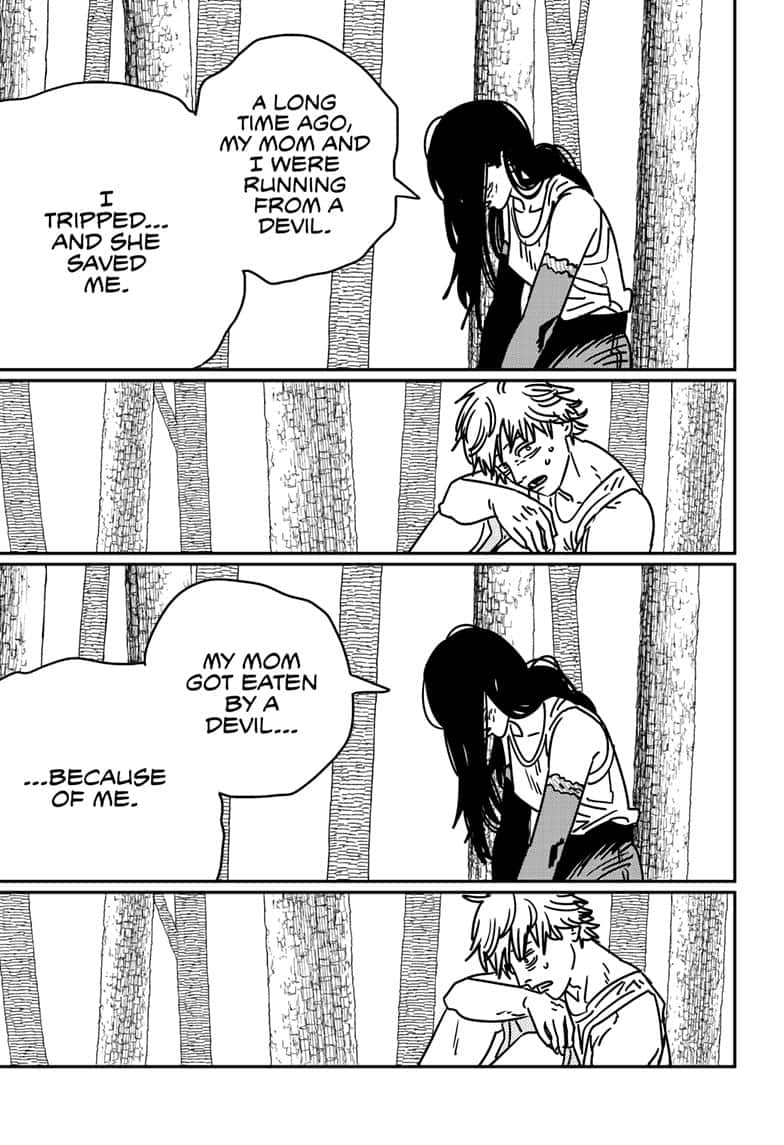 A LONG
TIME AGO,
MY MOM AND
I WERE
RUNNING
FROM A
DEVIL.
I
TRIPPED...
AND SHE
SAVED
ME.
MY MOM
GOT EATEN
BY A
DEVIL...
...BECAUSE
OF ME.